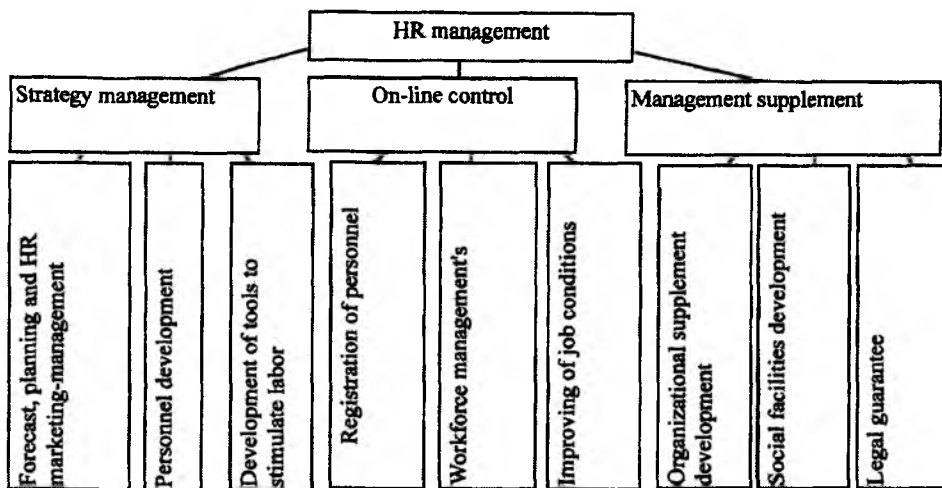 HR management
Strategy management
On-line control
Management supplement
Forecast, planning and HR
marketing-management
Personnel development
Development of tools to
stimulate labor
Registration of personnel
Workforce management's
Improving of job conditions
Organizational supplement
development
Social facilities development
Legal guarantee